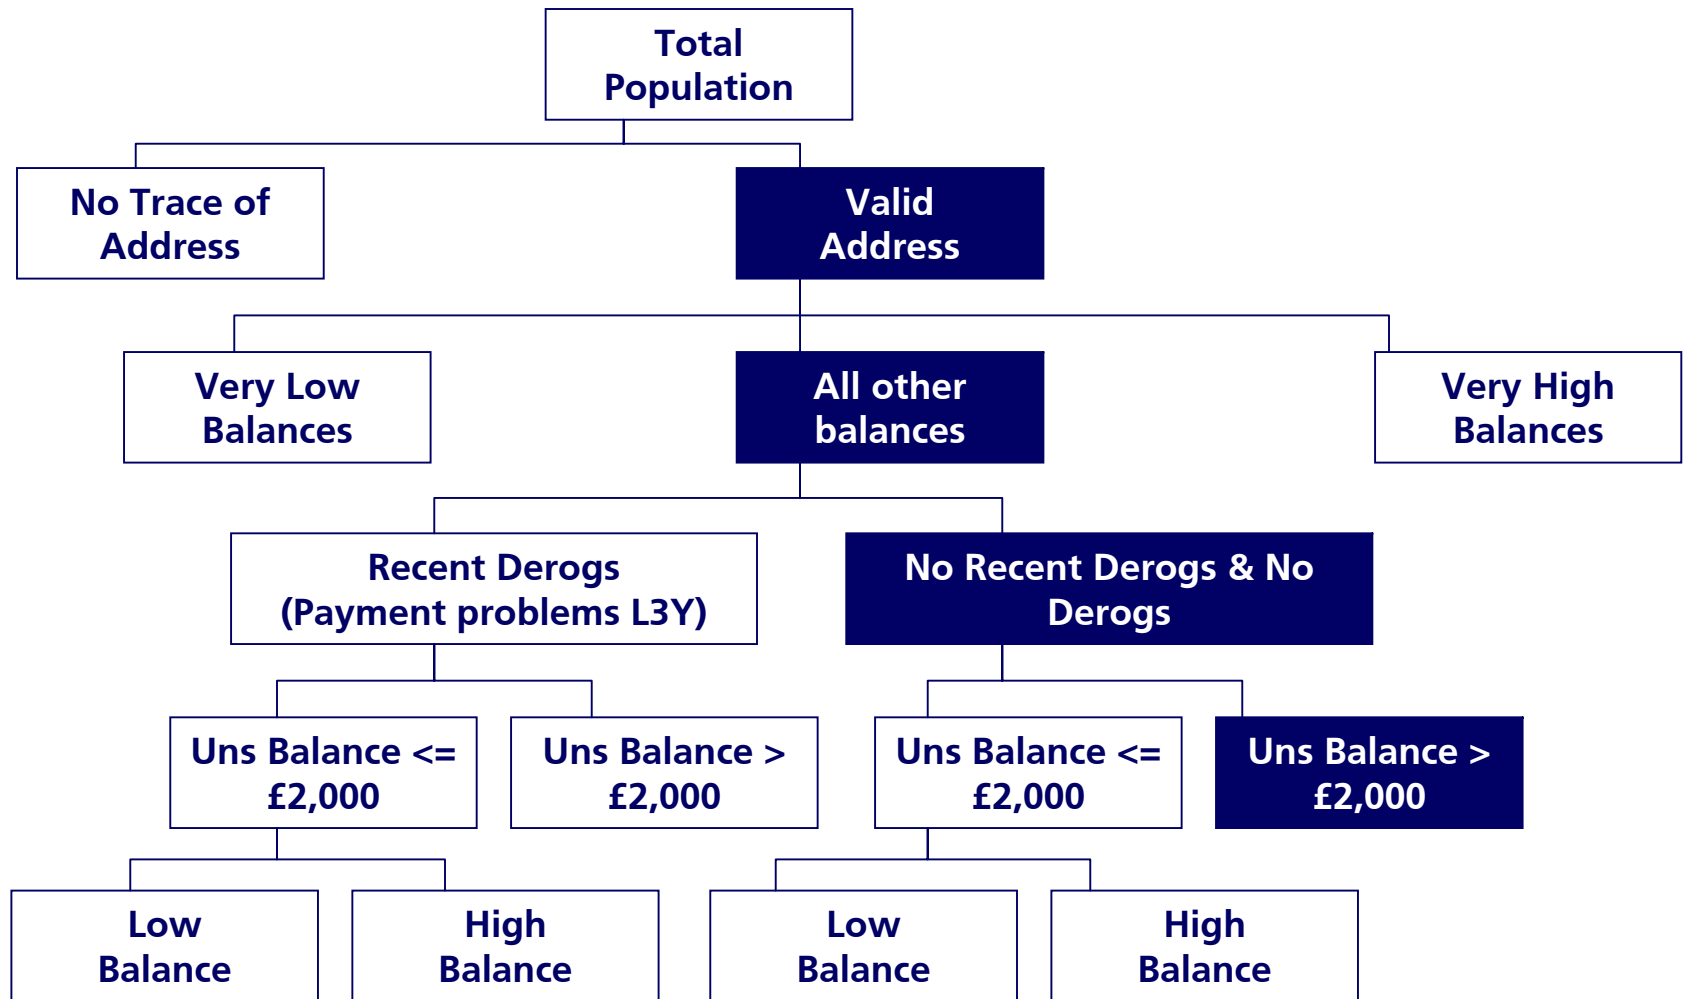 Total
Population
No Trace of
Address
Valid
Address
Very Low
Balances
All other
balances
Very High
Balances
Recent Derogs
(Payment problems L3Y)
No Recent Derogs & No
Derogs
Uns Balance <=
£2,000
Uns Balance >
£2,000
Uns Balance <=
£2,000
Uns Balance >
£2,000
Low
Balance
High
Balance
Low
Balance
High
Balance